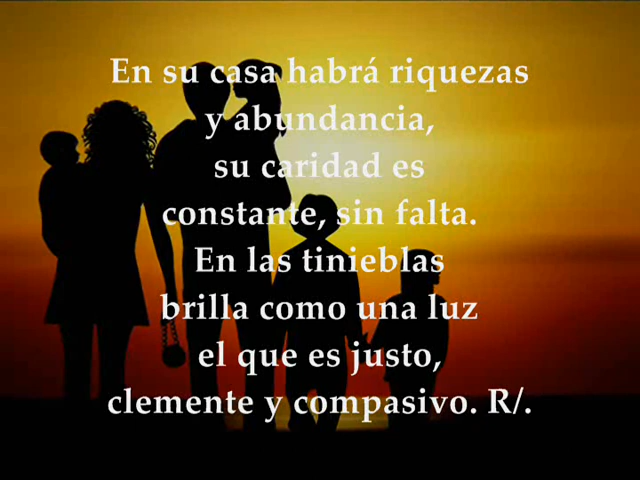 En su casa habrá riquezas
y abundancia,
su caridad es
constante, sin falta.
En las tinieblas
brilla como una luz
el que es justo,
clemente y compasivo. R/.